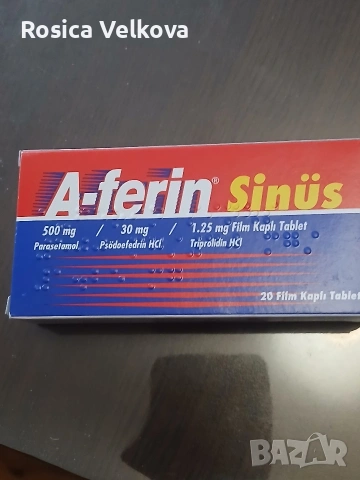 Rosica Velkova
A-ferin® Sinüs
500 mg / 30 mg / 1.25 mg Film Kaplı Tablet
Parasetamol Psödoefedrin HCl Triprolidin HCl
20 Film Kaplı Tablet
BAZAR